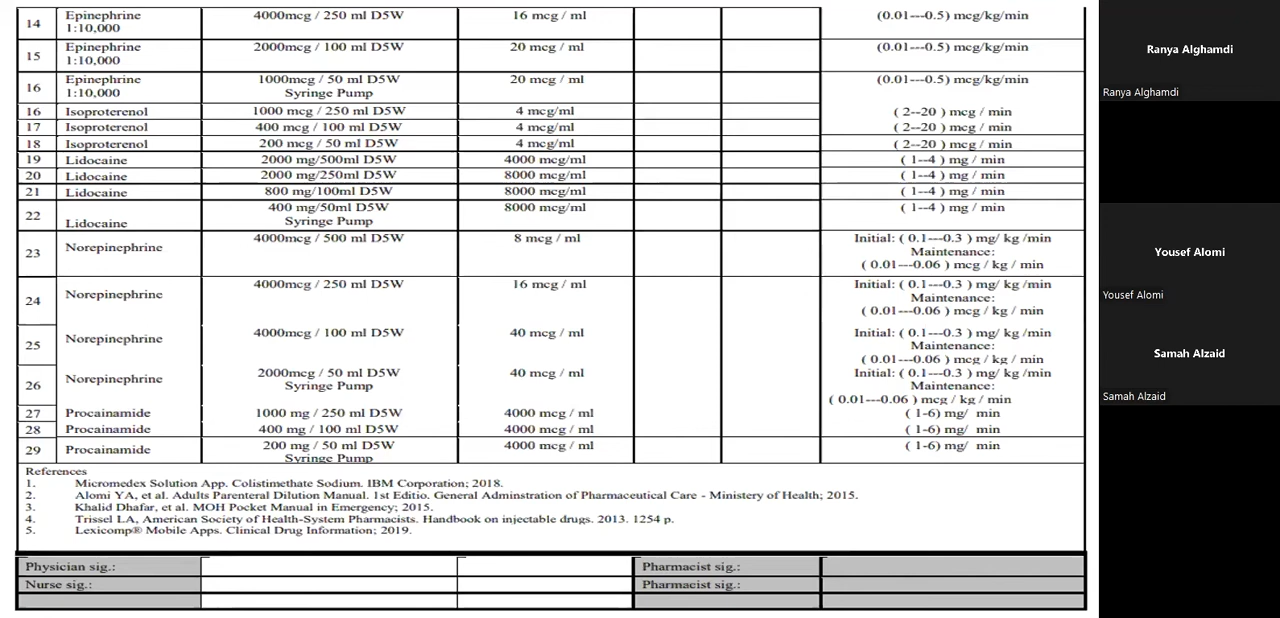 14 Epinephrine 1:10,000 4000mcg / 250 ml D5W 16 mcg / ml (0.01---0.5) mcg/kg/min
15 Epinephrine 1:10,000 2000mcg / 100 ml D5W 20 mcg / ml (0.01---0.5) mcg/kg/min
16 Epinephrine 1:10,000 1000mcg / 50 ml D5W Syringe Pump 20 mcg / ml (0.01---0.5) mcg/kg/min
16 Isoproterenol 1000 mcg / 250 ml D5W 4 mcg/ml ( 2--20 ) mcg / min
17 Isoproterenol 400 mcg / 100 ml D5W 4 mcg/ml ( 2--20 ) mcg / min
18 Isoproterenol 200 mcg / 50 ml D5W 4 mcg/ml ( 2--20 ) mcg / min
19 Lidocaine 2000 mg/500ml D5W 4000 mcg/ml ( 1--4 ) mg / min
20 Lidocaine 2000 mg/250ml D5W 8000 mcg/ml ( 1--4 ) mg / min
21 Lidocaine 800 mg/100ml D5W 8000 mcg/ml ( 1--4 ) mg / min
22 Lidocaine 400 mg/50ml D5W Syringe Pump 8000 mcg/ml ( 1--4 ) mg / min
23 Norepinephrine 4000mcg / 500 ml D5W 8 mcg / ml Initial: ( 0.1---0.3 ) mg/ kg /min
Maintenance:
( 0.01---0.06 ) mcg / kg / min
24 Norepinephrine 4000mcg / 250 ml D5W 16 mcg / ml Initial: ( 0.1---0.3 ) mg/ kg /min
Maintenance:
( 0.01---0.06 ) mcg / kg / min
25 Norepinephrine 4000mcg / 100 ml D5W 40 mcg / ml Initial: ( 0.1---0.3 ) mg/ kg /min
Maintenance:
( 0.01---0.06 ) mcg / kg / min
26 Norepinephrine 2000mcg / 50 ml D5W Syringe Pump 40 mcg / ml Initial: ( 0.1---0.3 ) mg/ kg /min
Maintenance:
( 0.01---0.06 ) mcg / kg / min
27 Procainamide 1000 mg / 250 ml D5W 4000 mcg / ml ( 1-6) mg/ min
28 Procainamide 400 mg / 100 ml D5W 4000 mcg / ml ( 1-6) mg/ min
29 Procainamide 200 mg / 50 ml D5W Syringe Pump 4000 mcg / ml ( 1-6) mg/ min
References
1. Micromedex Solution App. Colistimethate Sodium. IBM Corporation; 2018.
2. Alomi YA, et al. Adults Parenteral Dilution Manual. 1st Editio. General Adminstration of Pharmaceutical Care - Ministery of Health; 2015.
3. Khalid Dhafar, et al. MOH Pocket Manual in Emergency; 2015.
4. Trissel LA, American Society of Health-System Pharmacists. Handbook on injectable drugs. 2013. 1254 p.
5. Lexicomp® Mobile Apps. Clinical Drug Information; 2019.
Physician sig.: Pharmacist sig.:
Nurse sig.: Pharmacist sig.:
Ranya Alghamdi
Ranya Alghamdi
Yousef Alomi
Yousef Alomi
Samah Alzaid
Samah Alzaid